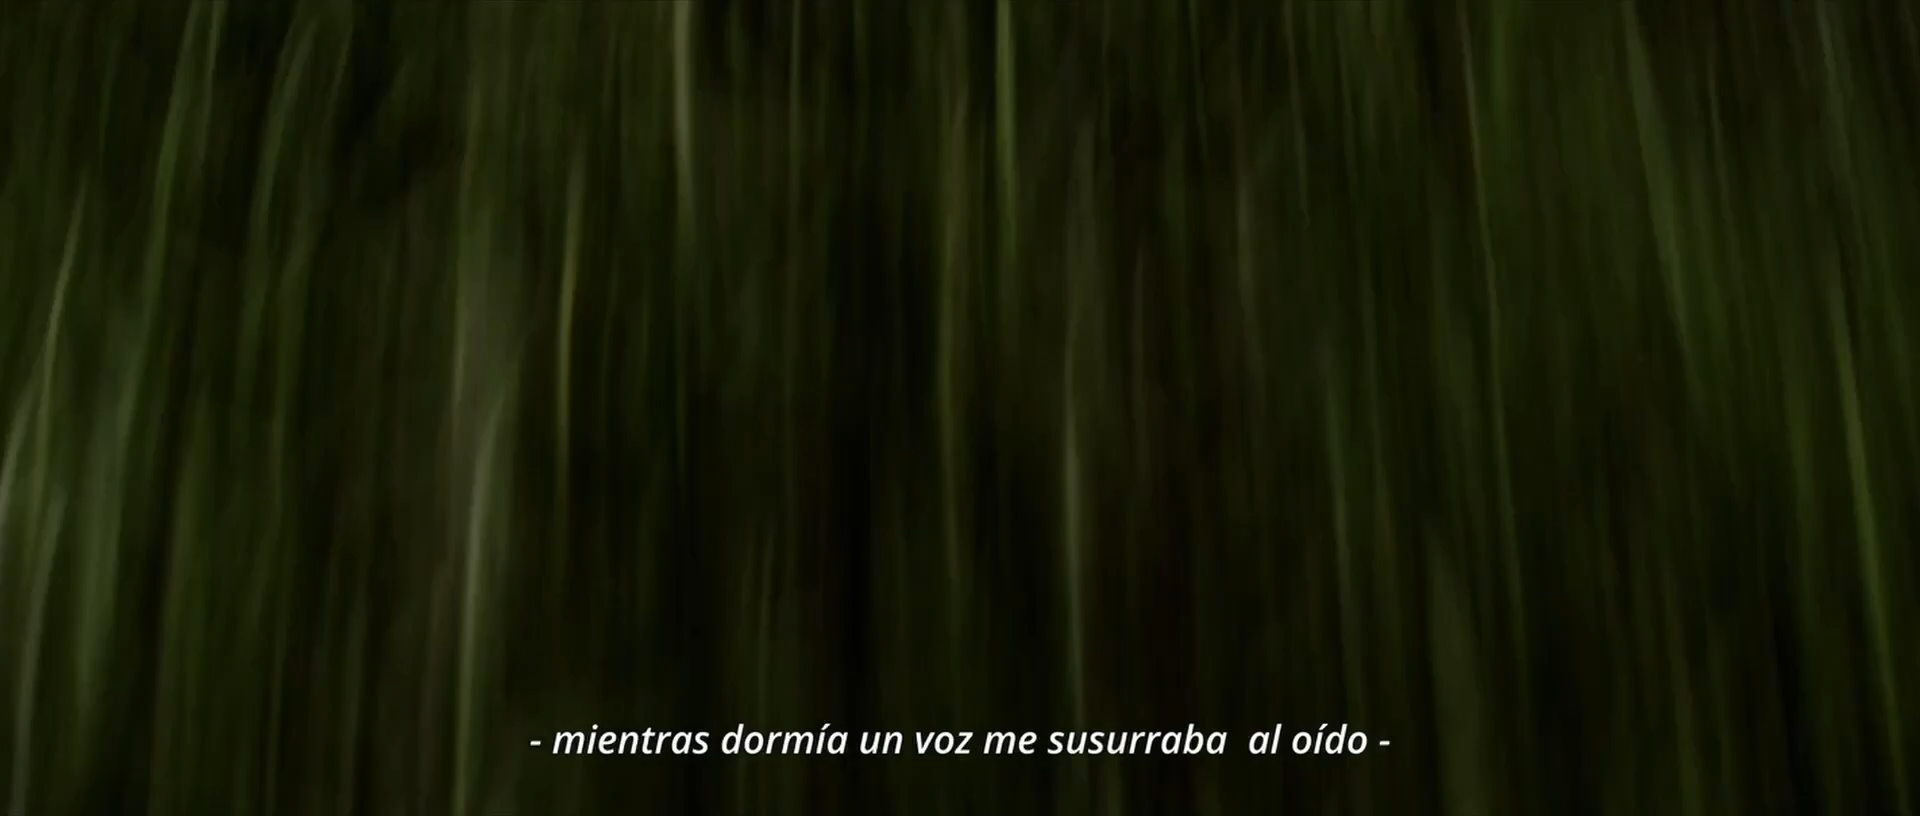 - mientras dormía un voz me susurraba  al oído -